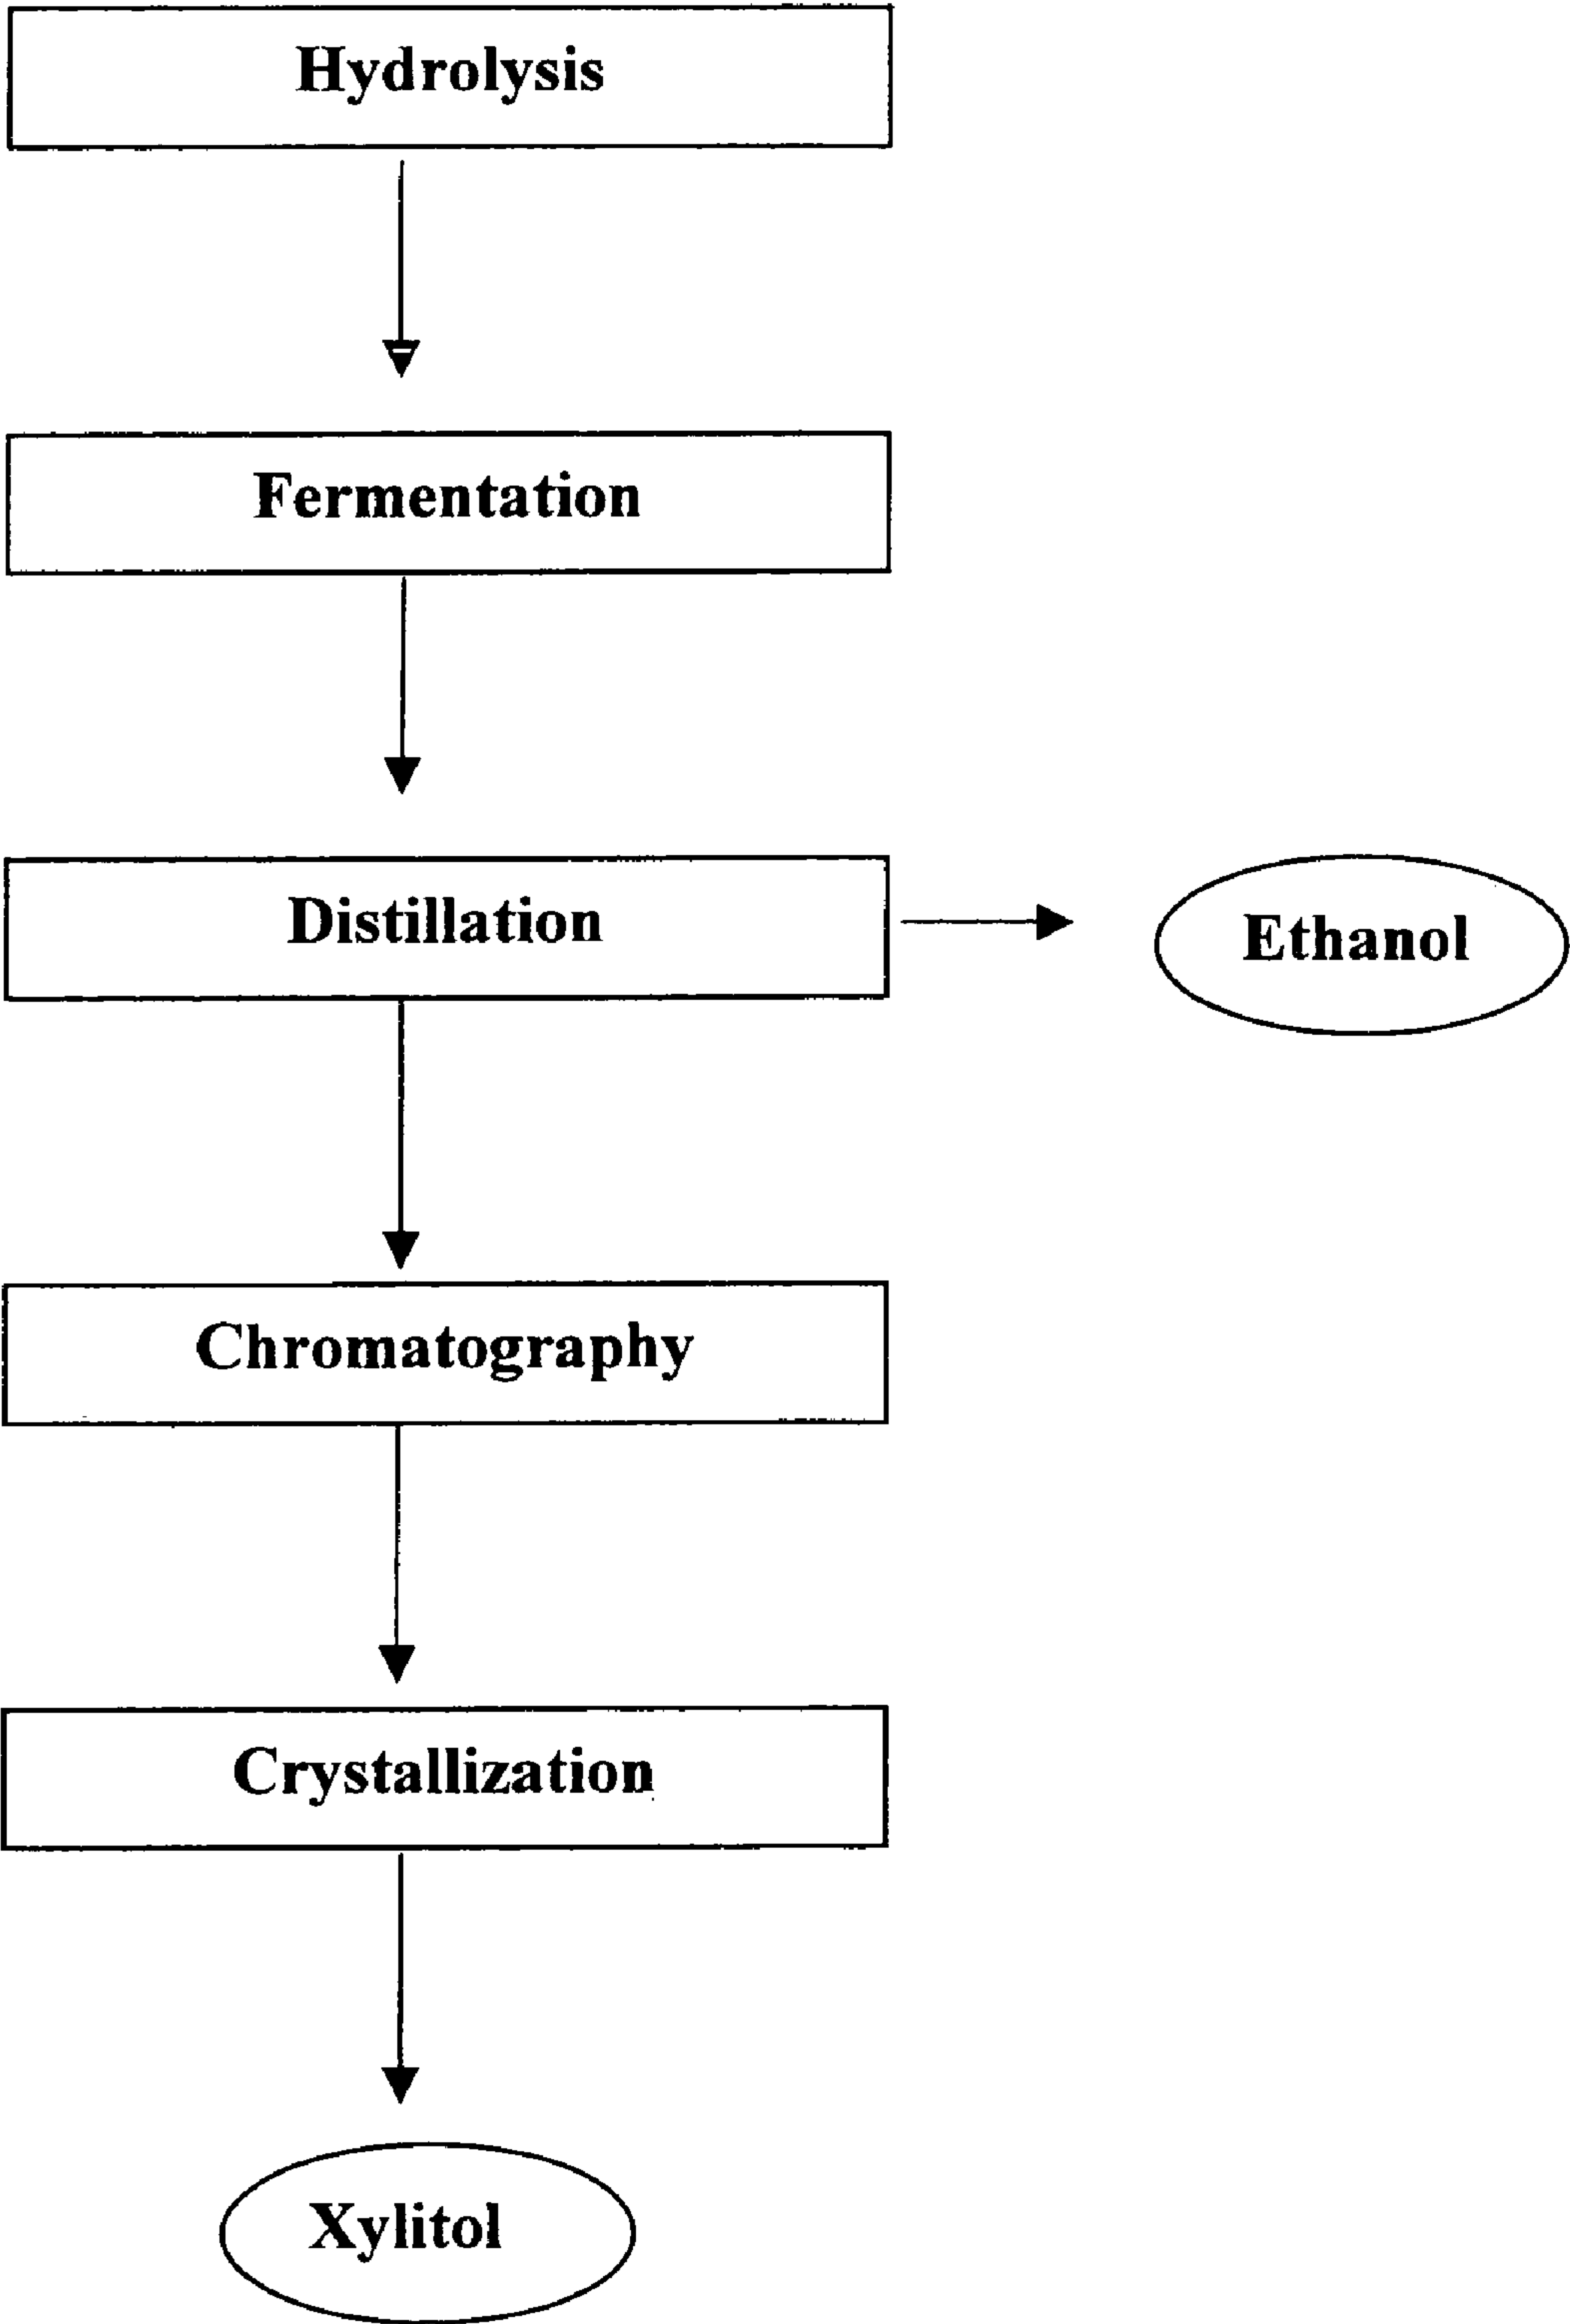 Hydrolysis
Fermentation
Distillation
Ethanol
Chromatography
Crystallization
Xylitol